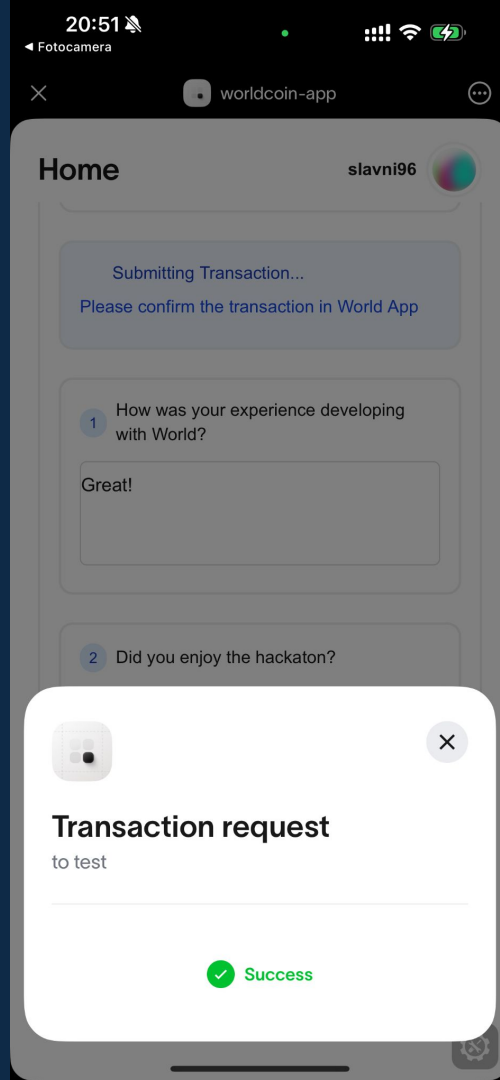 20:51
◀ Fotocamera
worldcoin-app
Home
slavni96
Submitting Transaction...
Please confirm the transaction in World App
1
How was your experience developing
with World?
Great!
2
Did you enjoy the hackaton?
Transaction request
to test
Success